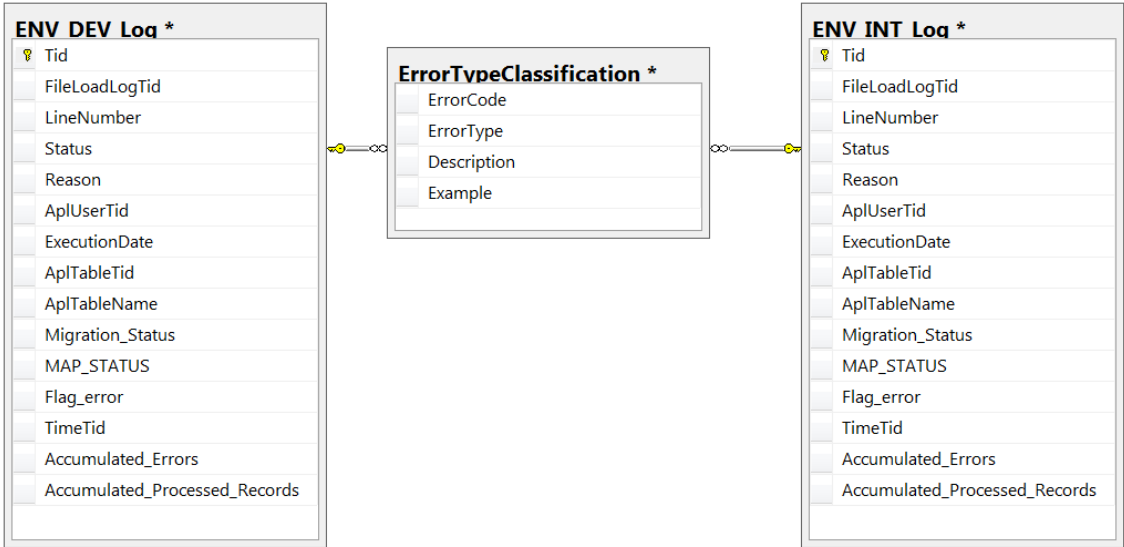 ENV_DEV_Log *
Tid
FileLoadLogTid
LineNumber
Status
Reason
AplUserTid
ExecutionDate
AplTableTid
AplTableName
Migration_Status
MAP_STATUS
Flag_error
TimeTid
Accumulated_Errors
Accumulated_Processed_Records
ErrorTypeClassification *
ErrorCode
ErrorType
Description
Example
ENV_INT_Log *
Tid
FileLoadLogTid
LineNumber
Status
Reason
AplUserTid
ExecutionDate
AplTableTid
AplTableName
Migration_Status
MAP_STATUS
Flag_error
TimeTid
Accumulated_Errors
Accumulated_Processed_Records